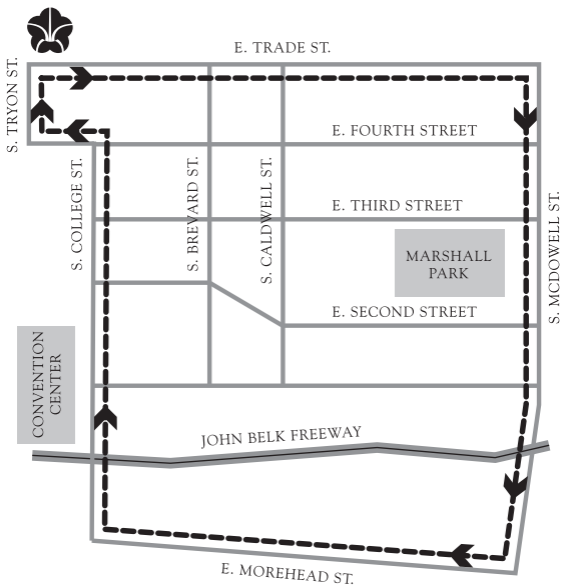 E. TRADE ST.
S. TRYON ST.
E. FOURTH STREET
S. COLLEGE ST.
S. BREVARD ST.
S. CALDWELL ST.
E. THIRD STREET
S. MCDOWELL ST.
MARSHALL
PARK
E. SECOND STREET
CONVENTION
CENTER
JOHN BELK FREEWAY
E. MOREHEAD ST.